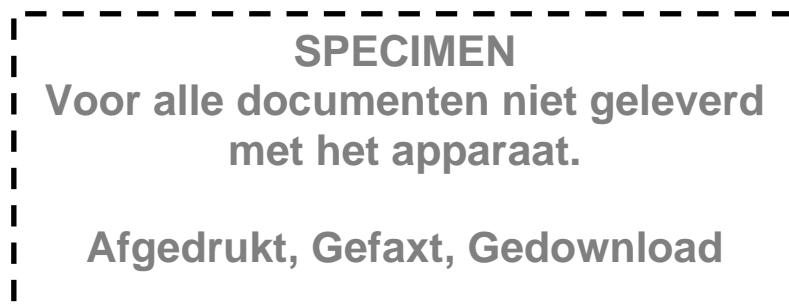 SPECIMEN
Voor alle documenten niet geleverd
met het apparaat.
Afgedrukt, Gefaxt, Gedownload